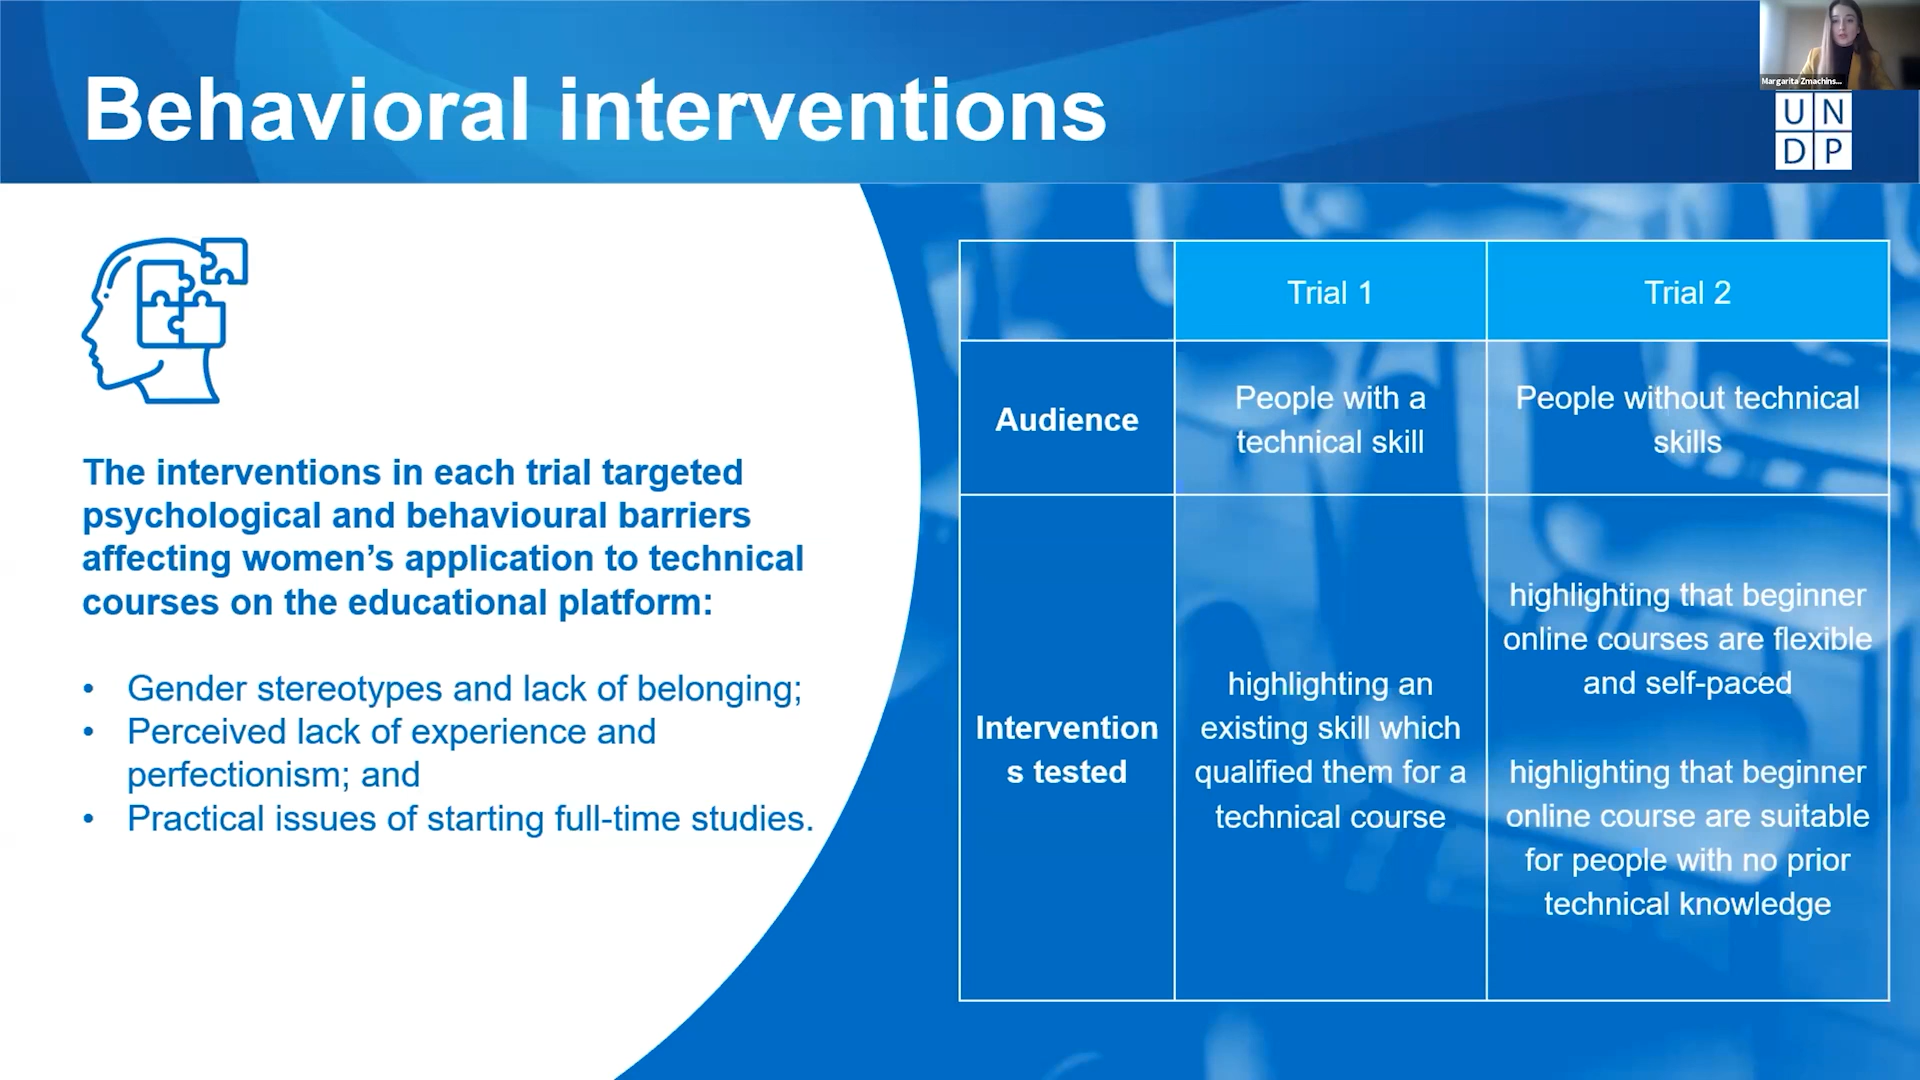 Behavioral interventions
Margarita Zmachins...
UN
DP
The interventions in each trial targeted
psychological and behavioural barriers
affecting women’s application to technical
courses on the educational platform:
• Gender stereotypes and lack of belonging;
• Perceived lack of experience and
perfectionism; and
• Practical issues of starting full-time studies.
Trial 1
Trial 2
Audience
People with a
technical skill
People without technical
skills
Intervention
s tested
highlighting an
existing skill which
qualified them for a
technical course
highlighting that beginner
online courses are flexible
and self-paced
highlighting that beginner
online course are suitable
for people with no prior
technical knowledge